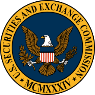 U.S. SECURITIES AND EXCHANGE COMMISSION
MCMXXXIV